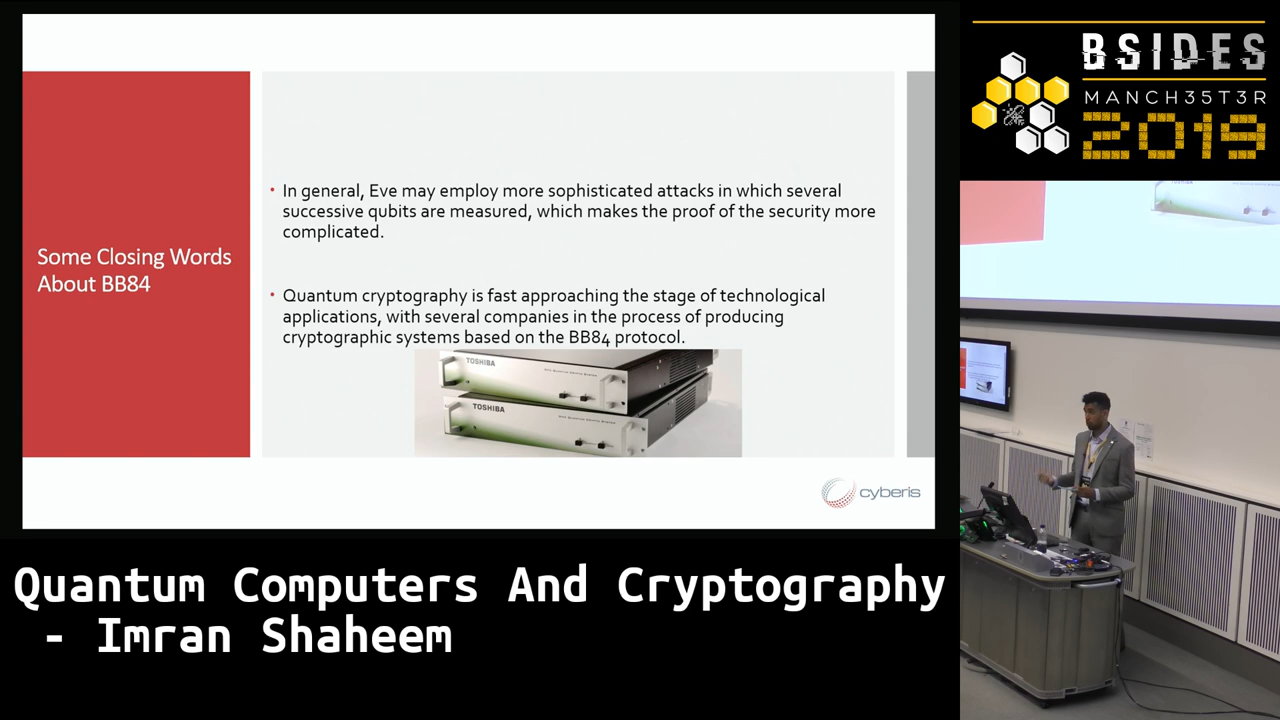 Some Closing Words
About BB84
• In general, Eve may employ more sophisticated attacks in which several
successive qubits are measured, which makes the proof of the security more
complicated.
• Quantum cryptography is fast approaching the stage of technological
applications, with several companies in the process of producing
cryptographic systems based on the BB84 protocol.
TOSHIBA
TOSHIBA
cyberis
BSIDES
MANCH35T3R
2019
Quantum Computers And Cryptography
- Imran Shaheem